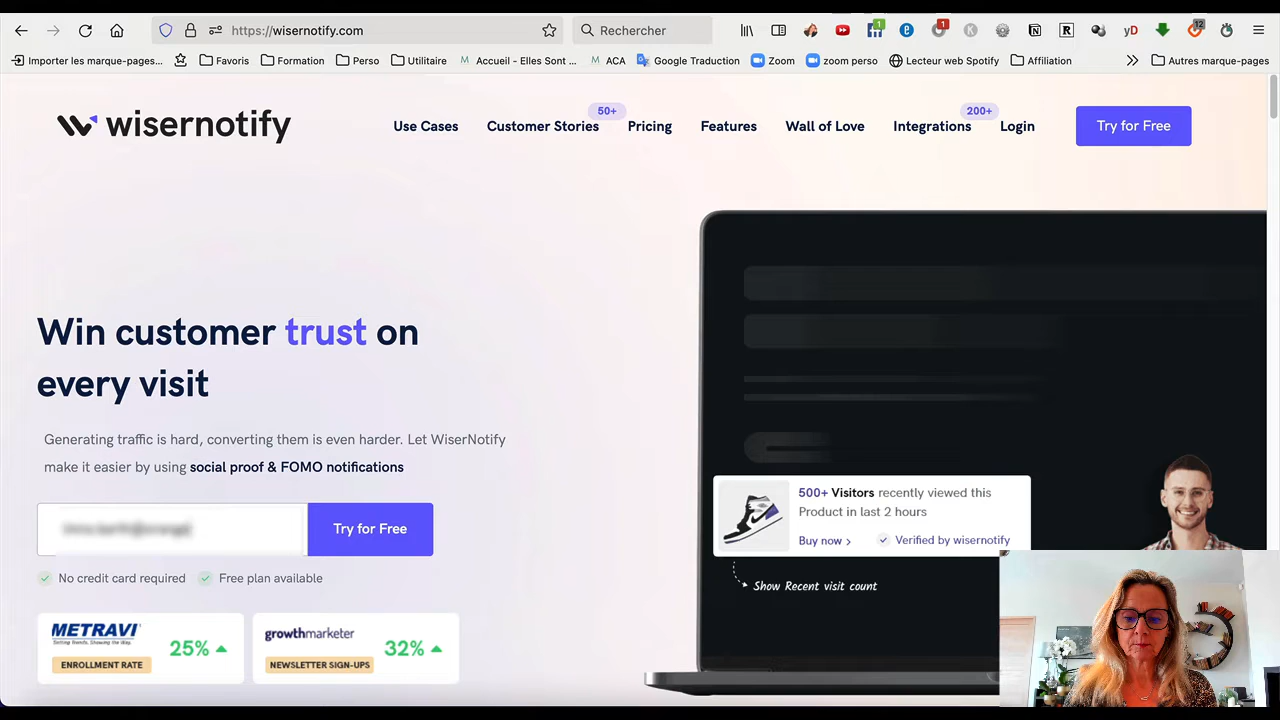 https://wisernotify.com
Rechercher
1
1
12
yD
R
Importer les marque-pages...
Favoris
Formation
Perso
Utilitaire
Accueil - Elles Sont ...
ACA
Google Traduction
Zoom
zoom perso
Lecteur web Spotify
Affiliation
Autres marque-pages
wisernotify
Use Cases
Customer Stories
50+
Pricing
Features
Wall of Love
Integrations
200+
Login
Try for Free
Win customer trust on
every visit
Generating traffic is hard, converting them is even harder. Let WiserNotify
make it easier by using social proof & FOMO notifications
Try for Free
No credit card required
Free plan available
METRAVI
25%
ENROLLMENT RATE
growthmarketer
32%
NEWSLETTER SIGN-UPS
500+ Visitors recently viewed this
Product in last 2 hours
Buy now >
Verified by wisernotify
Show Recent visit count